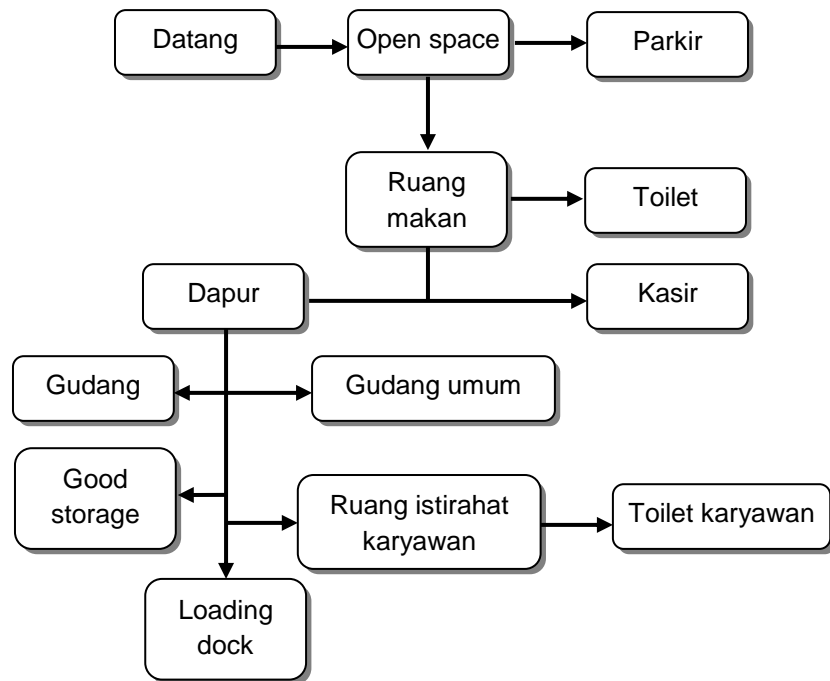 Datang
Open space
Parkir
Ruang
makan
Toilet
Dapur
Kasir
Gudang
Gudang umum
Good
storage
Ruang istirahat
karyawan
Toilet karyawan
Loading
dock